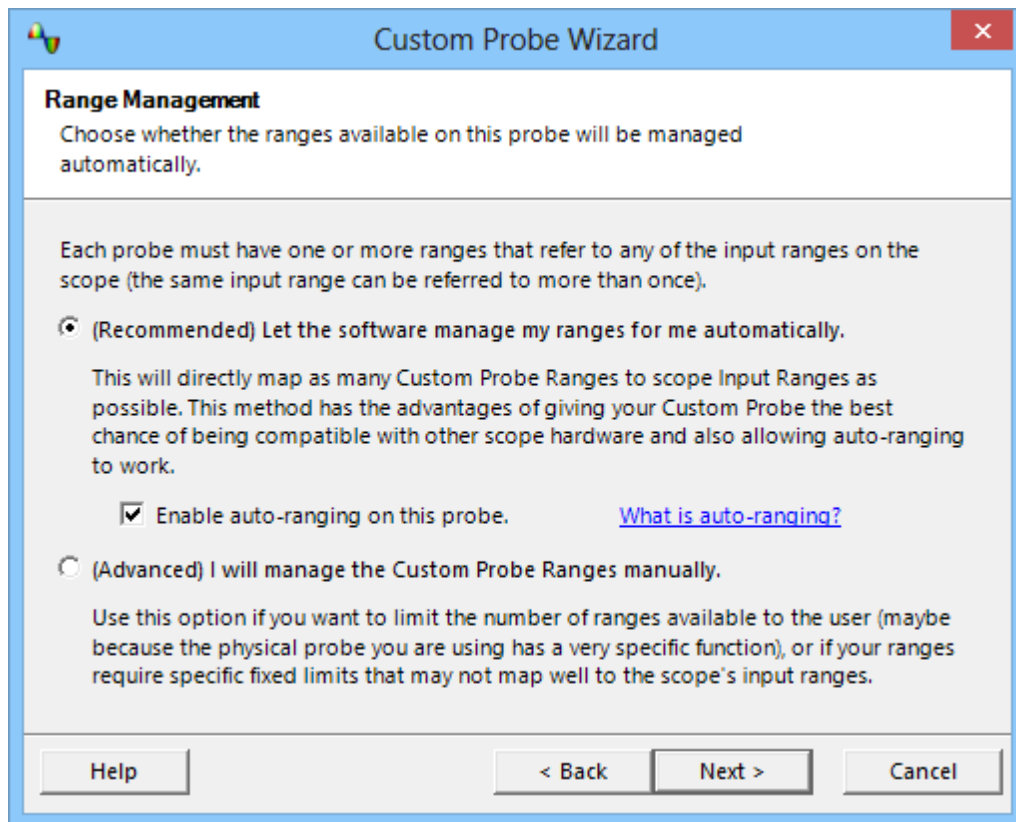 Custom Probe Wizard
Range Management
Choose whether the ranges available on this probe will be managed
automatically.
Each probe must have one or more ranges that refer to any of the input ranges on the
scope (the same input range can be referred to more than once).
(Recommended) Let the software manage my ranges for me automatically.
This will directly map as many Custom Probe Ranges to scope Input Ranges as
possible. This method has the advantages of giving your Custom Probe the best
chance of being compatible with other scope hardware and also allowing auto-ranging
to work.
Enable auto-ranging on this probe. What is auto-ranging?
(Advanced) I will manage the Custom Probe Ranges manually.
Use this option if you want to limit the number of ranges available to the user (maybe
because the physical probe you are using has a very specific function), or if your ranges
require specific fixed limits that may not map well to the scope's input ranges.
Help < Back Next > Cancel